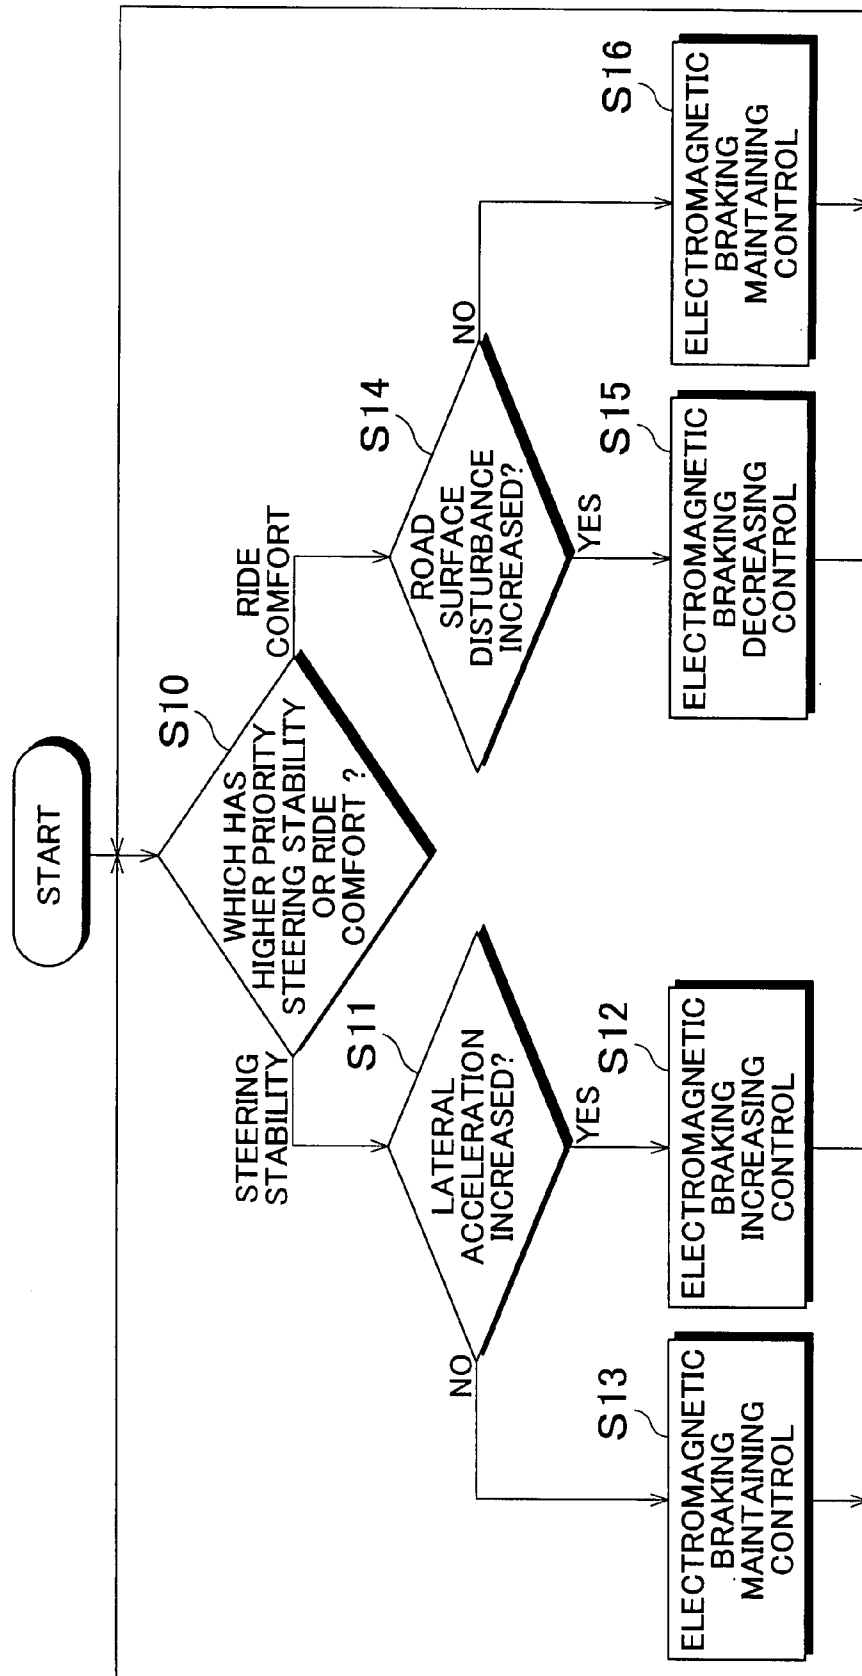 START
S10
WHICH HAS
HIGHER PRIORITY
STEERING STABILITY
OR RIDE
COMFORT ?
STEERING
STABILITY
RIDE
COMFORT
S11
LATERAL
ACCELERATION
INCREASED?
NO
YES
S14
ROAD
SURFACE
DISTURBANCE
INCREASED?
YES
NO
S13
ELECTROMAGNETIC
BRAKING
MAINTAINING
CONTROL
S12
ELECTROMAGNETIC
BRAKING
INCREASING
CONTROL
S15
ELECTROMAGNETIC
BRAKING
DECREASING
CONTROL
S16
ELECTROMAGNETIC
BRAKING
MAINTAINING
CONTROL